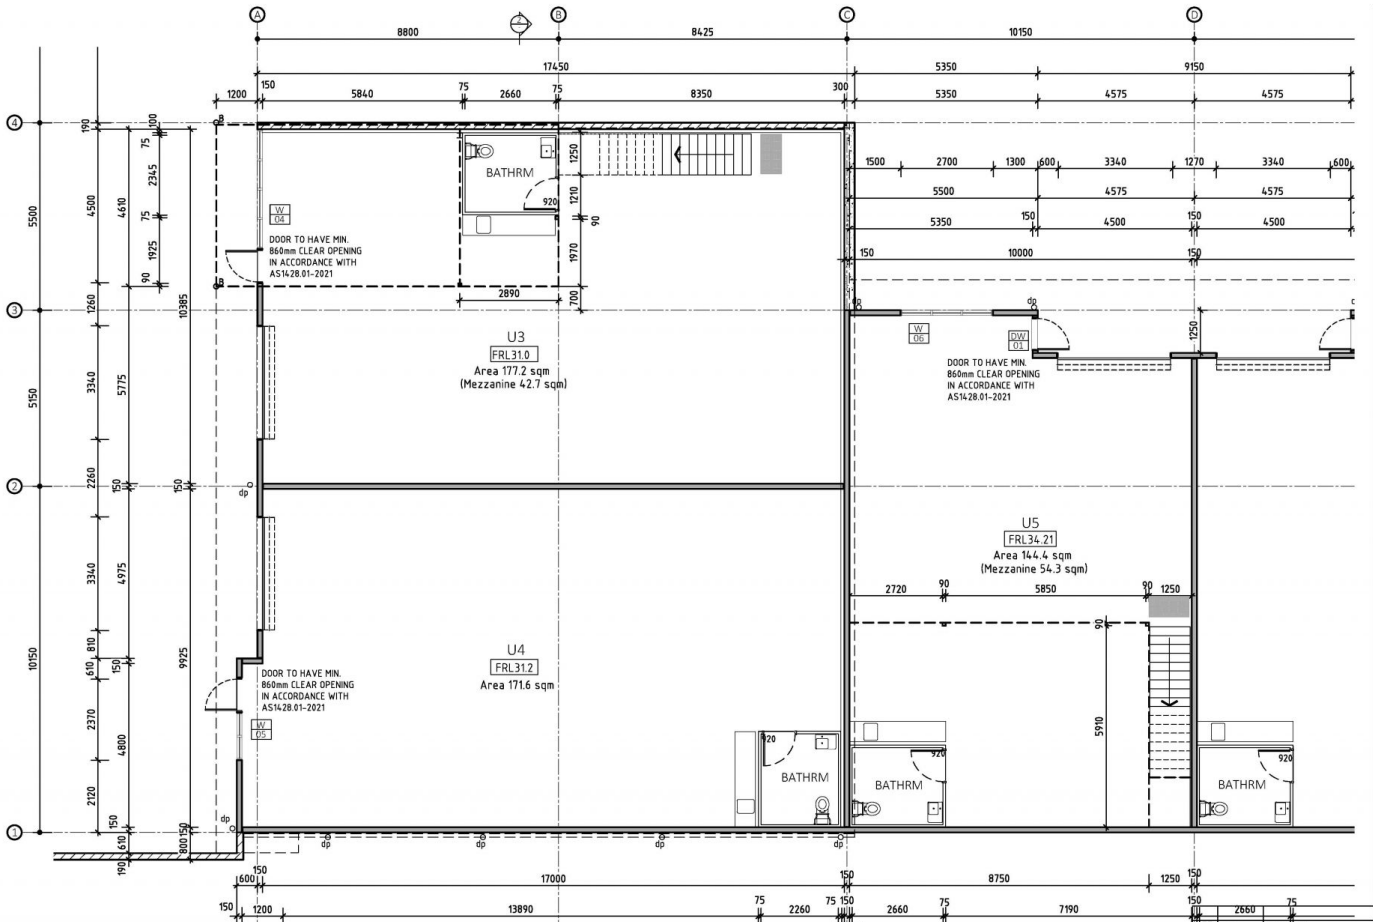 A
2
B
C
D
8800
8425
10150
17450
5350
9150
1200
150
5840
75
2660
75
8350
300
5350
4575
4575
4
190
100
B
75
2345
4500
4610
5500
75
1925
90
B
BATHRM
920
1250
1210
90
1970
1500
2700
1300
600
3340
1270
3340
600
5500
4575
4575
5350
150
4500
150
4500
150
10000
150
W
04
DOOR TO HAVE MIN.
860mm CLEAR OPENING
IN ACCORDANCE WITH
AS1428.01-2021
2890
700
3
1260
10385
dp
dp
W
06
DW
01
1250
U3
FRL31.0
Area 177.2 sqm
(Mezzanine 42.7 sqm)
DOOR TO HAVE MIN.
860mm CLEAR OPENING
IN ACCORDANCE WITH
AS1428.01-2021
5150
3340
5775
2
2260
150
150
dp
U5
FRL34.21
Area 144.4 sqm
(Mezzanine 54.3 sqm)
3340
4975
2720
90
5850
90
1250
90
10150
810
610
150
9925
U4
FRL31.2
Area 171.6 sqm
DOOR TO HAVE MIN.
860mm CLEAR OPENING
IN ACCORDANCE WITH
AS1428.01-2021
W
05
2370
4800
5910
920
BATHRM
920
BATHRM
920
BATHRM
2120
1
150
dp
150
610
800
190
dp
dp
dp
dp
600
150
17000
150
8750
1250
150
150
1200
13890
75
2260
75
150
2660
75
7190
150
2660
75